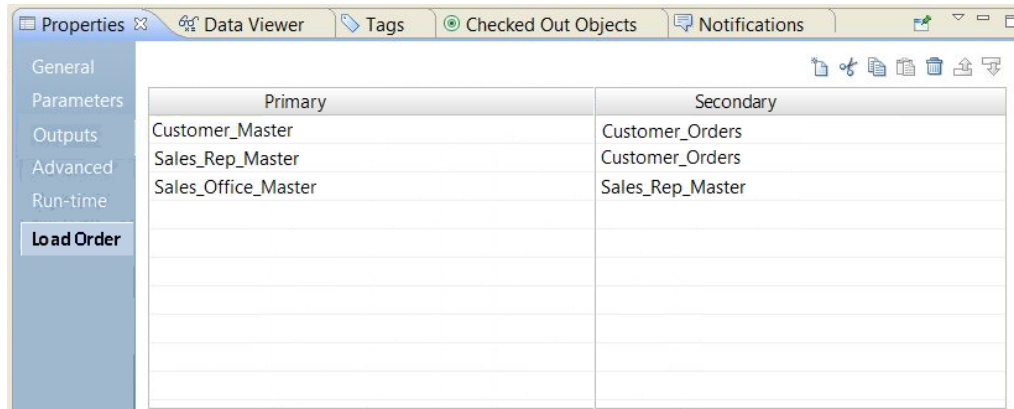 Properties Data Viewer Tags Checked Out Objects Notifications
General
Parameters
Outputs
Advanced
Run-time
Load Order
Primary Secondary
Customer_Master Customer_Orders
Sales_Rep_Master Customer_Orders
Sales_Office_Master Sales_Rep_Master